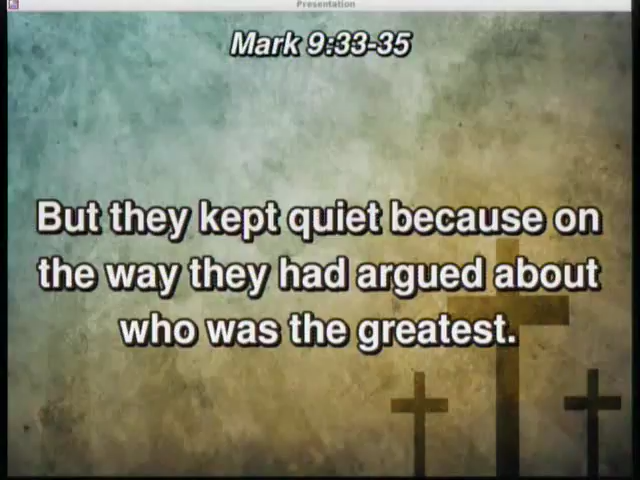 Presentation
Mark 9:33-35
But they kept quiet because on
the way they had argued about
who was the greatest.